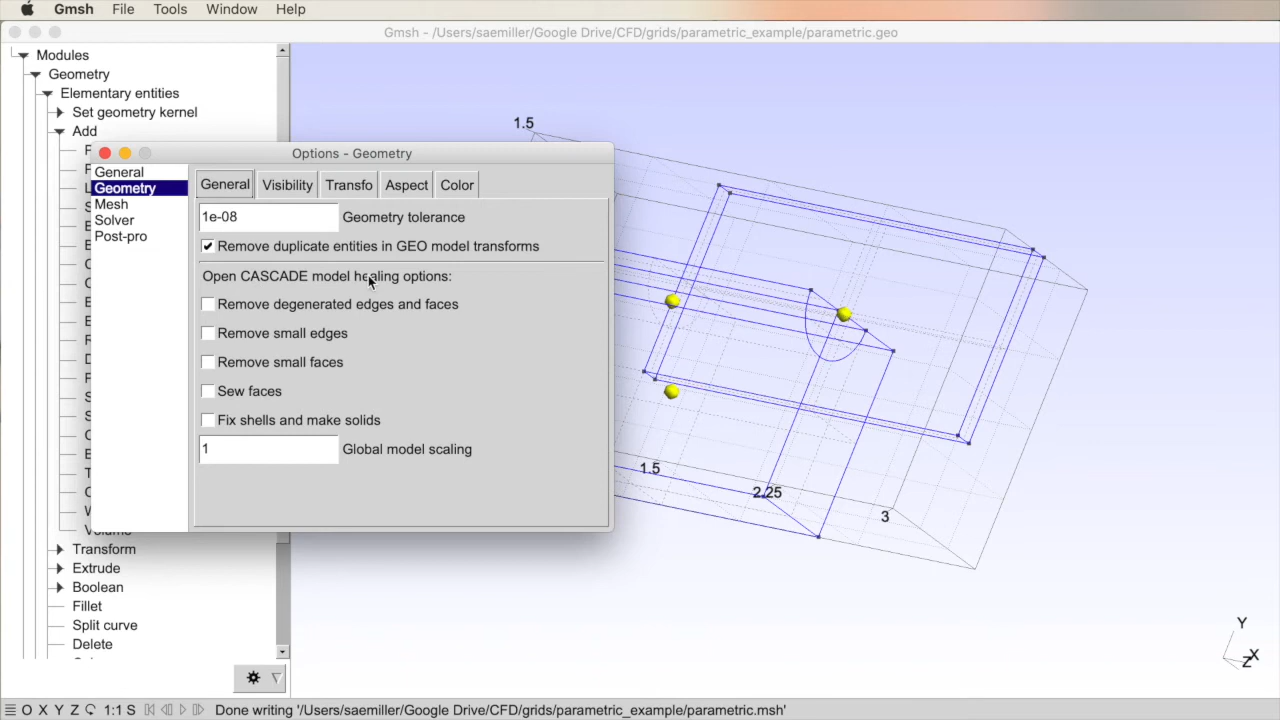 Gmsh File Tools Window Help
Gmsh - /Users/saemiller/Google Drive/CFD/grids/parametric_example/parametric.geo
Modules
Geometry
Elementary entities
Set geometry kernel
Add
Options - Geometry
General
Geometry
Mesh
Solver
Post-pro
General Visibility Transfo Aspect Color
1e-08 Geometry tolerance
Remove duplicate entities in GEO model transforms
Open CASCADE model healing options:
Remove degenerated edges and faces
Remove small edges
Remove small faces
Sew faces
Fix shells and make solids
1 Global model scaling
Transform
Extrude
Boolean
Fillet
Split curve
Delete
1.5
1.5
2.25
3
Y
X
Z
O X Y Z 1:1 S Done writing '/Users/saemiller/Google Drive/CFD/grids/parametric_example/parametric.msh'